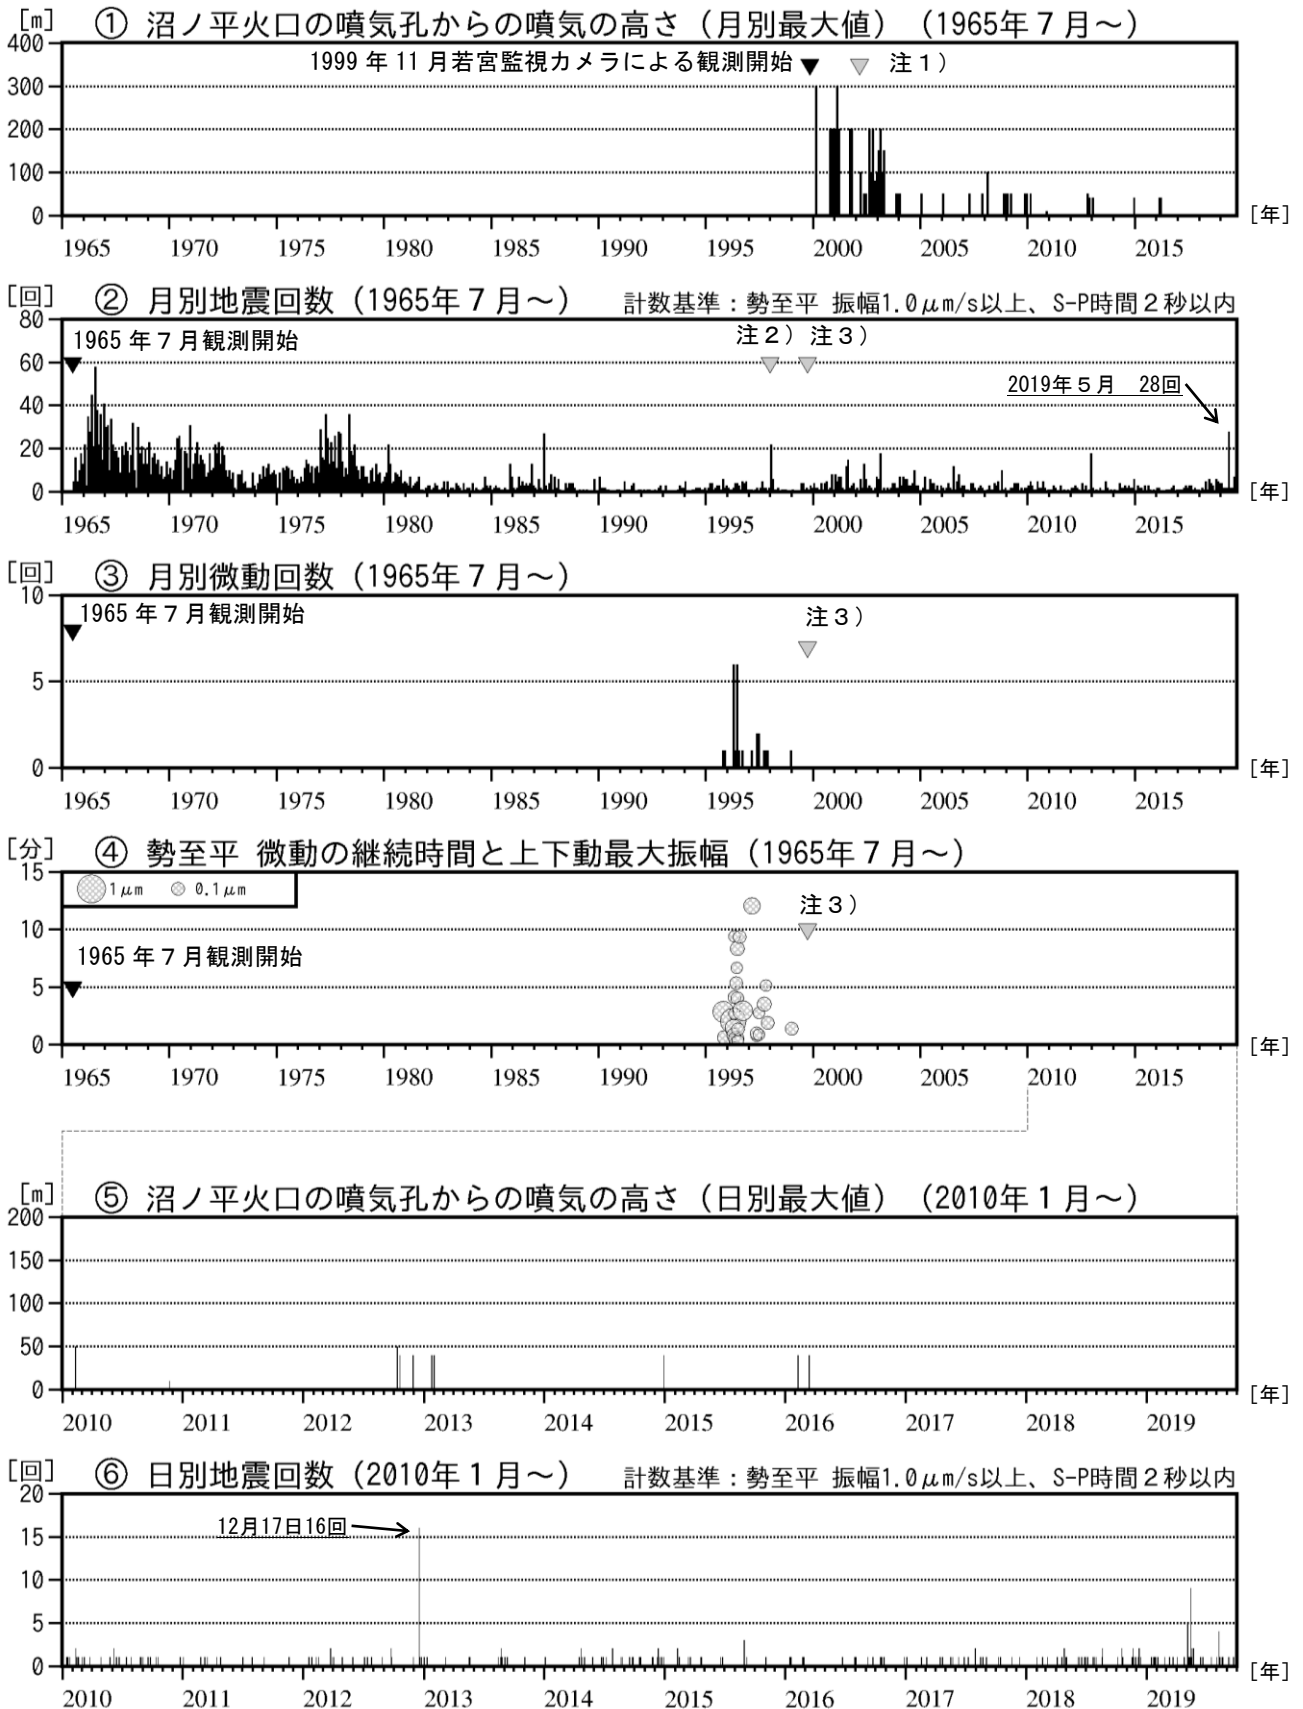 [m] ① 沼ノ平火口の噴気孔からの噴気の高さ（月別最大値）（1965年７月～）
400
1999 年 11 月若宮監視カメラによる観測開始 注１）
300
200
100
0
[年]
1965 1970 1975 1980 1985 1990 1995 2000 2005 2010 2015
[回] ② 月別地震回数（1965年７月～） 計数基準：勢至平 振幅1.0μm/s以上、S-P時間２秒以内
80
1965 年７月観測開始 注２） 注３）
60
2019年５月 28回
40
20
0
[年]
1965 1970 1975 1980 1985 1990 1995 2000 2005 2010 2015
[回] ③ 月別微動回数（1965年７月～）
10
1965 年７月観測開始 注３）
5
0
[年]
1965 1970 1975 1980 1985 1990 1995 2000 2005 2010 2015
[分] ④ 勢至平 微動の継続時間と上下動最大振幅（1965年７月～）
15
1μm 0.1μm
注３）
10
1965 年７月観測開始
5
0
[年]
1965 1970 1975 1980 1985 1990 1995 2000 2005 2010 2015
[m] ⑤ 沼ノ平火口の噴気孔からの噴気の高さ（日別最大値）（2010年１月～）
200
150
100
50
0
[年]
2010 2011 2012 2013 2014 2015 2016 2017 2018 2019
[回] ⑥ 日別地震回数（2010年１月～） 計数基準：勢至平 振幅1.0μm/s以上、S-P時間２秒以内
20
12月17日16回
15
10
5
0
[年]
2010 2011 2012 2013 2014 2015 2016 2017 2018 2019